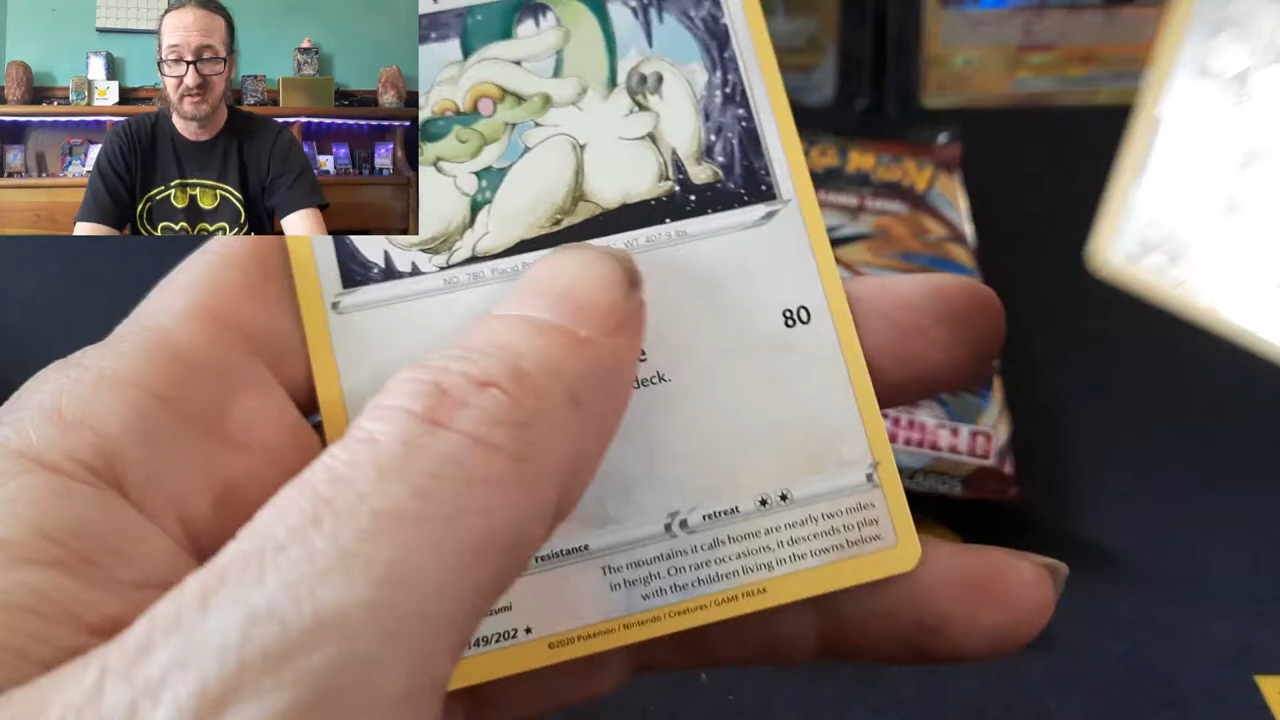 NO. 780 Placid
WT. 407.9 lbs.
80
deck.
resistance
retreat
The mountains it calls home are nearly two miles
in height. On rare occasions, it descends to play
with the children living in the towns below.
149/202 ★
©2020 Pokémon / Nintendo / Creatures / GAME FREAK